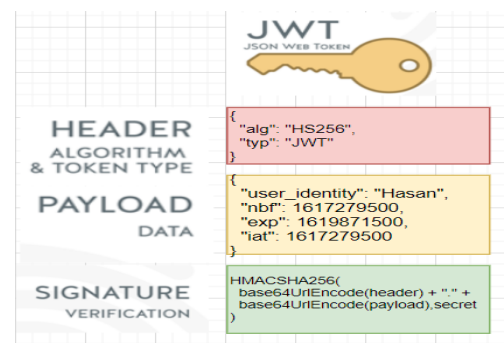 JWT
JSON WEB TOKEN
HEADER
ALGORITHM
& TOKEN TYPE
{
"alg": "HS256",
"typ": "JWT"
}
PAYLOAD
DATA
{
"user_identity": "Hasan",
"nbf": 1617279500,
"exp": 1619871500,
"iat": 1617279500
}
SIGNATURE
VERIFICATION
HMACSHA256(
base64UrlEncode(header) + "." +
base64UrlEncode(payload),secret
)